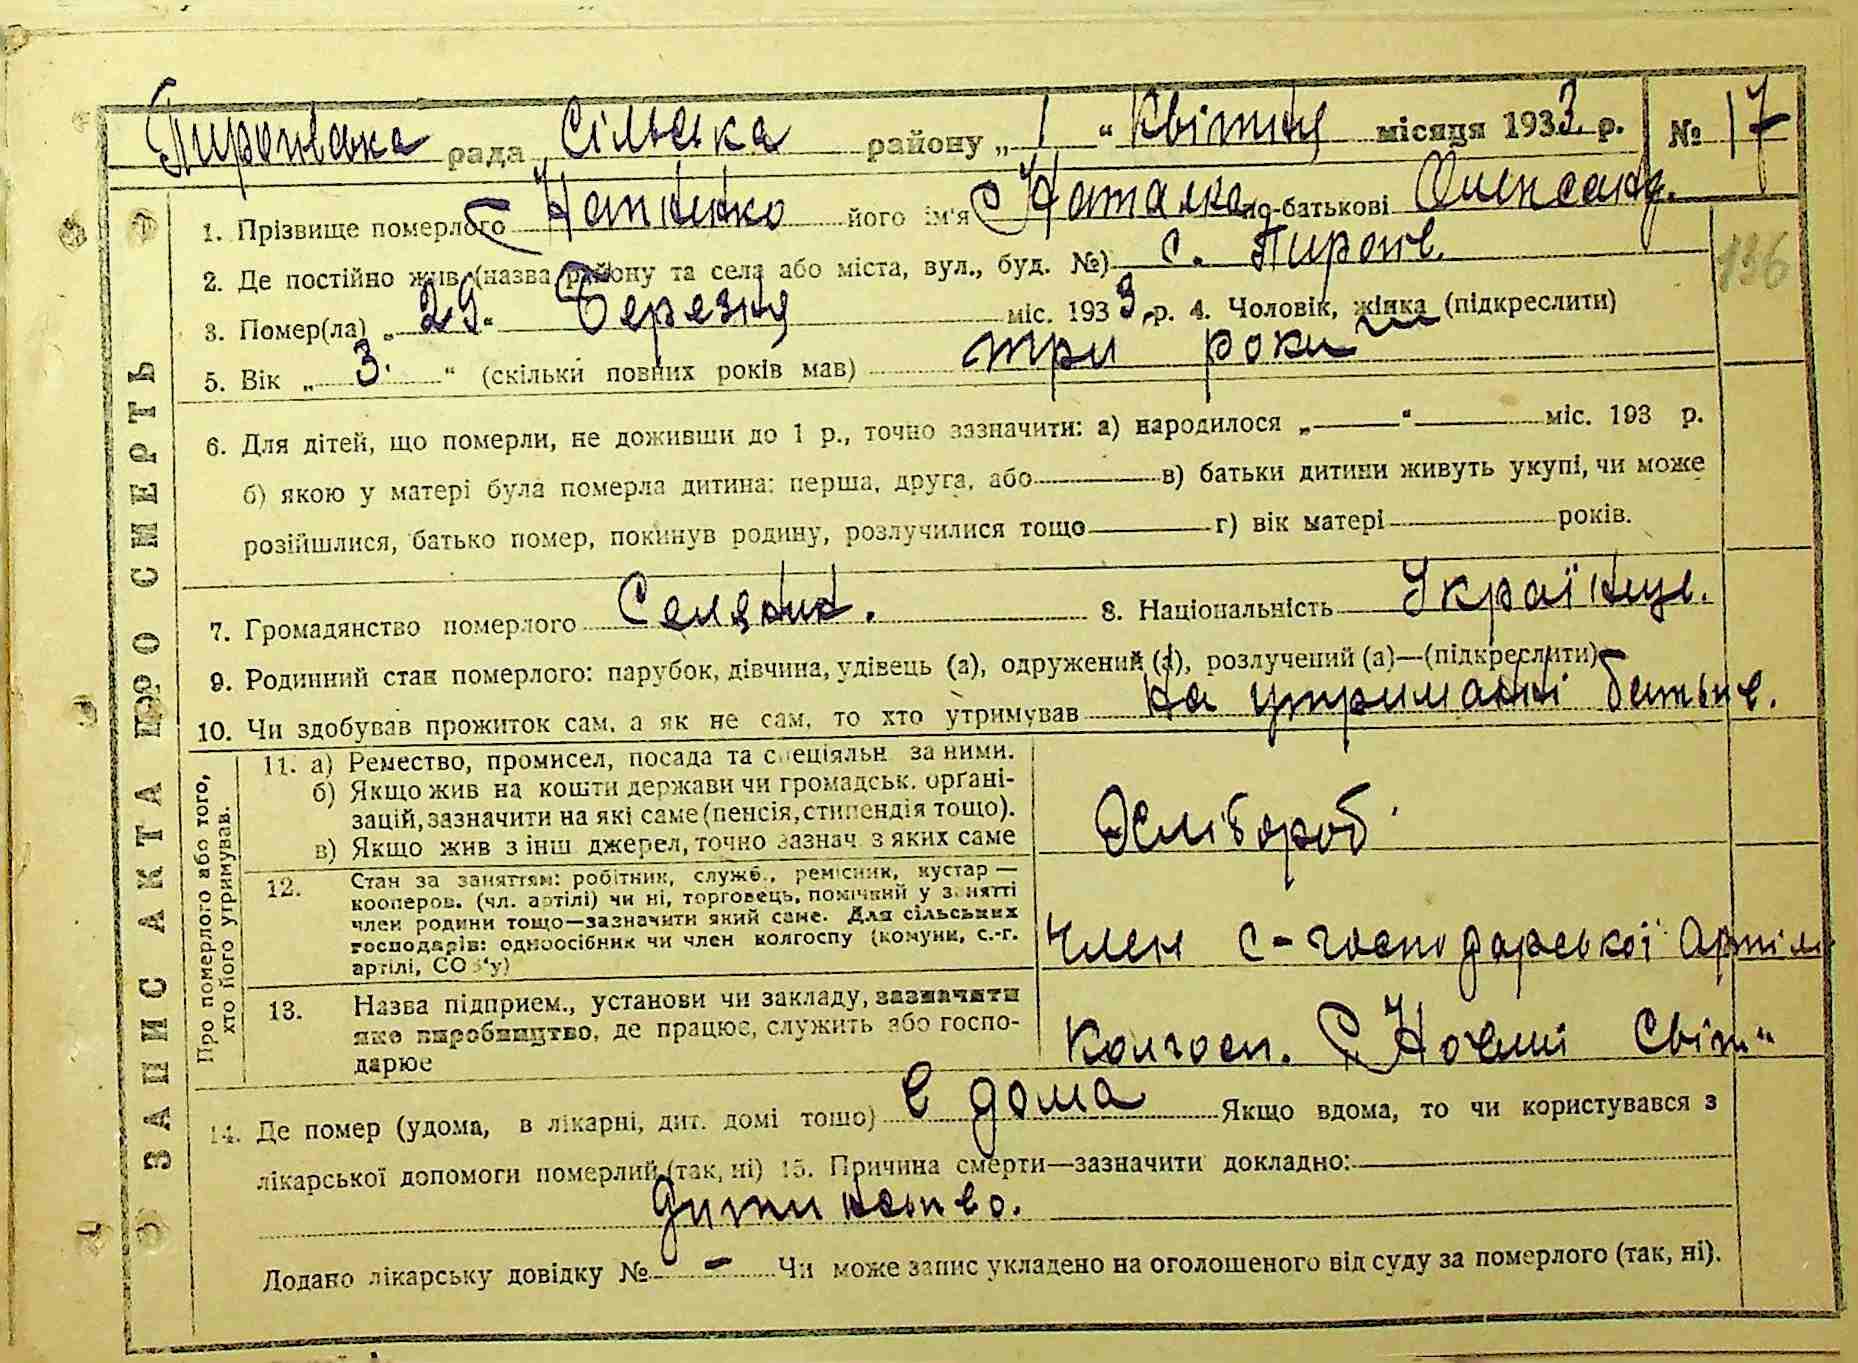 Пирогівська рада Сільська району „ 1 “ Квітня місяця 1933. р. № 17
1. Прізвище померлого його ім'я Наталка по-батькові Олександ.
136
2. Де постійно жив (назва району та села або міста, вул., буд. №) с. Пирогів.
3. Помер(ла) „ 29. “ Березня міс. 1933. р. 4. Чоловік, жінка (підкреслити)
5. Вік „ 3. “ (скільки повних років мав) три роки
6. Для дітей, що померли, не доживши до 1 р., точно зазначити: а) народилося „—“— міс. 193 р.
б) якою у матері була померла дитина: перша, друга, або — в) батьки дитини живуть укупі, чи може
розійшлися, батько помер, покинув родину, розлучилися тощо — г) вік матері — років.
7. Громадянство померлого Селянин. 8. Національність Українці.
9. Родинний стан померлого: парубок, дівчина, удівець (а), одружений (а), розлучений (а)—(підкреслити)
10. Чи здобував прожиток сам, а як не сам, то хто утримував на утриманні батьків.
ЗАПИС АКТА ПРО СМЕРТЬ
Про померлого або того,
хто його утримував.
11. а) Ремество, промисел, посада та спеціяльн за ними.
б) Якщо жив на кошти держави чи громадськ. орґані-
зацій, зазначити на які саме (пенсія, стипендія тощо).
в) Якщо жив з інш джерел, точно зазнач з яких саме
Хлібороб
12. Стан за заняттям: робітник, служб., ремісник, кустар—
кооперов. (чл. артілі) чи ні, торговець, помічний у занятті
член родини тощо—зазначити який саме. Для сільських
господарів: одноосібник чи член колгоспу (комуни, с.-г.
артілі, СОЗ'у)
Член с-господарської Артіли
13. Назва підприєм., установи чи закладу, зазначити
яке виробництво, де працює, служить або госпо-
дарює
Колгосп. Світ“
14. Де помер (удома, в лікарні, дит. домі тощо) в дома Якщо вдома, то чи користувався з
лікарської допомоги померлий (так, ні) 15. Причина смерти—зазначити докладно: —
Дитинство.
Додано лікарську довідку № - Чи може запис укладено на оголошеного від суду за померлого (так, ні).